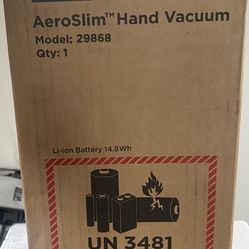 AeroSlim™ Hand Vacuum
Model: 29868
Qty: 1
Li-ion Battery 14.8Wh
UN 3481